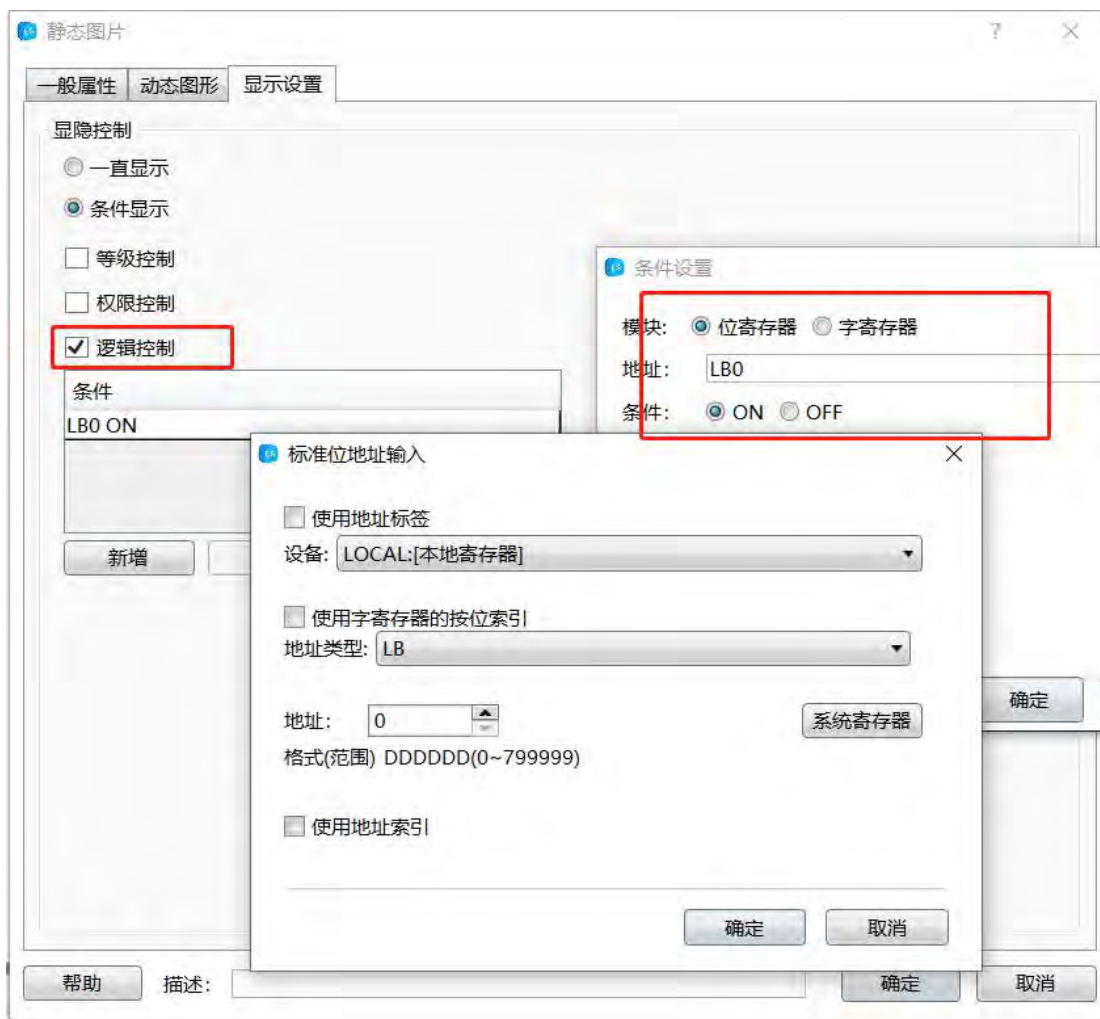 静态图片
一般属性 动态图形 显示设置
显隐控制
一直显示
条件显示
等级控制
权限控制
逻辑控制
条件
LB0 ON
新增
条件设置
模块: 位寄存器 字寄存器
地址: LB0
条件: ON OFF
确定
标准位地址输入
使用地址标签
设备: LOCAL:[本地寄存器]
使用字寄存器的按位索引
地址类型: LB
地址: 0 系统寄存器
格式(范围) DDDDDD(0~799999)
使用地址索引
确定 取消
帮助 描述: 确定 取消